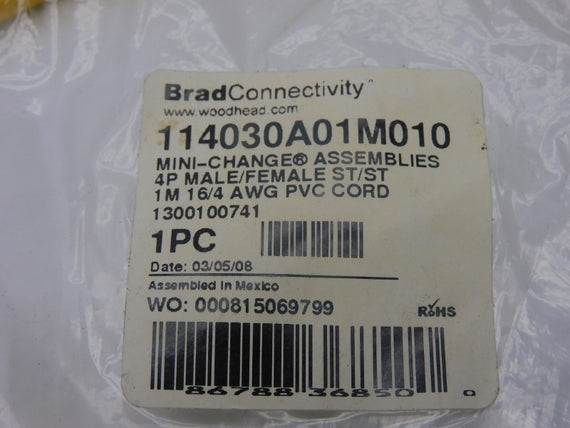 BradConnectivity
www.woodhead.com
114030A01M010
MINI-CHANGE® ASSEMBLIES
4P MALE/FEMALE ST/ST
1M 16/4 AWG PVC CORD
1300100741
1PC
Date: 03/05/08
Assembled In Mexico
WO: 000815069799
RoHS
86788 36850 0